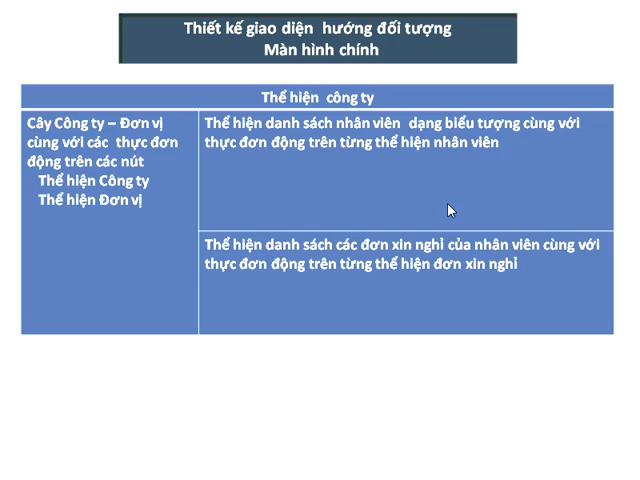 Thiết kế giao diện hướng đối tượng
Màn hình chính
Thể hiện công ty
Cây Công ty – Đơn vị
cùng với các thực đơn
động trên các nút
Thể hiện Công ty
Thể hiện Đơn vị
Thể hiện danh sách nhân viên dạng biểu tượng cùng với
thực đơn động trên từng thể hiện nhân viên
Thể hiện danh sách các đơn xin nghỉ của nhân viên cùng với
thực đơn động trên từng thể hiện đơn xin nghỉ